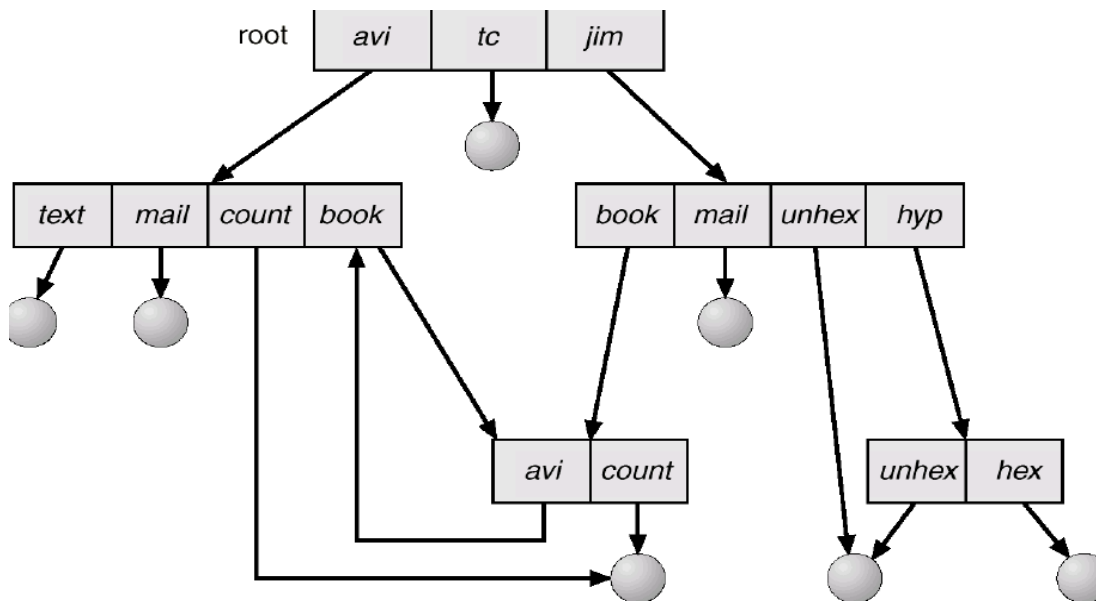 root avi tc jim
text mail count book
book mail unhex hyp
avi count
unhex hex